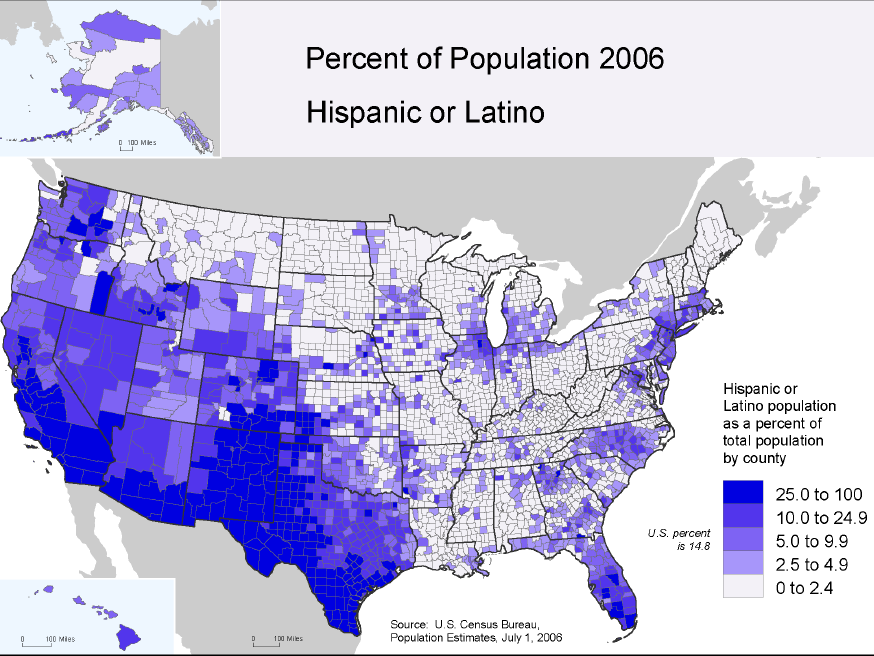 Percent of Population 2006
Hispanic or Latino
0 100 Miles
Hispanic or
Latino population
as a percent of
total population
by county
25.0 to 100
10.0 to 24.9
5.0 to 9.9
2.5 to 4.9
0 to 2.4
U.S. percent
is 14.8
0 100 Miles
0 100 Miles
Source: U.S. Census Bureau,
Population Estimates, July 1, 2006